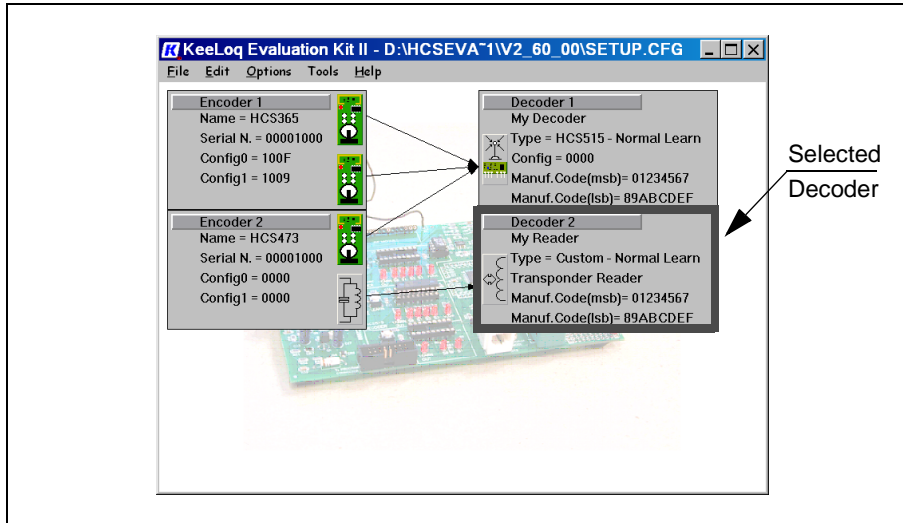 KeeLoq Evaluation Kit II - D:\HCSEVA~1\V2_60_00\SETUP.CFG
File Edit Options Tools Help
Encoder 1
Name = HCS365
Serial N. = 00001000
Config0 = 100F
Config1 = 1009
Encoder 2
Name = HCS473
Serial N. = 00001000
Config0 = 0000
Config1 = 0000
Decoder 1
My Decoder
Type = HCS515 - Normal Learn
Config = 0000
Manuf.Code(msb)= 01234567
Manuf.Code(lsb)= 89ABCDEF
Decoder 2
My Reader
Type = Custom - Normal Learn
Transponder Reader
Manuf.Code(msb)= 01234567
Manuf.Code(lsb)= 89ABCDEF
Selected
Decoder